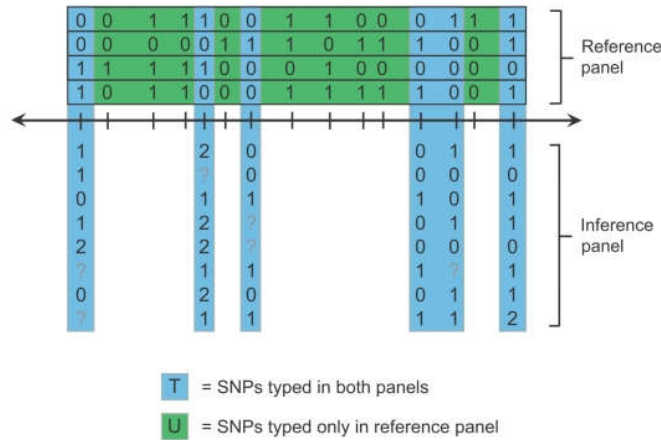 0 0 1 1 1 0 0 1 1 0 0 0 1 1 1
0 0 0 0 0 1 1 1 0 1 0 1 0 0 1
Reference
panel
1 1 1 1 1 0 0 0 1 0 0 0 0 0 0
1 0 1 1 0 0 0 1 1 1 1 1 0 0 1
1 2 0 0 1 1
1 ? 0 0 0 0
0 1 1 1 0 1
1 2 ? 0 1 1
Inference
panel
2 2 ? 0 0 0
? 1 1 1 ? 1
0 2 0 0 1 1
? 1 1 1 1 2
T = SNPs typed in both panels
U = SNPs typed only in reference panel